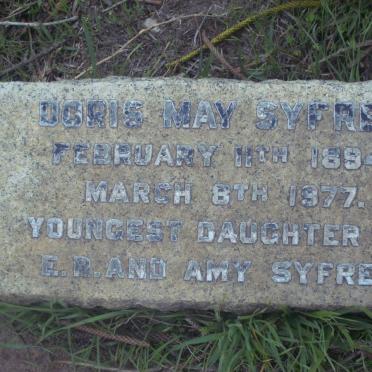 DORIS MAY SYFRE
FEBRUARY 11TH 189
MARCH 8TH 1977.
YOUNGEST DAUGHTER
E.R. AND AMY SYFRE